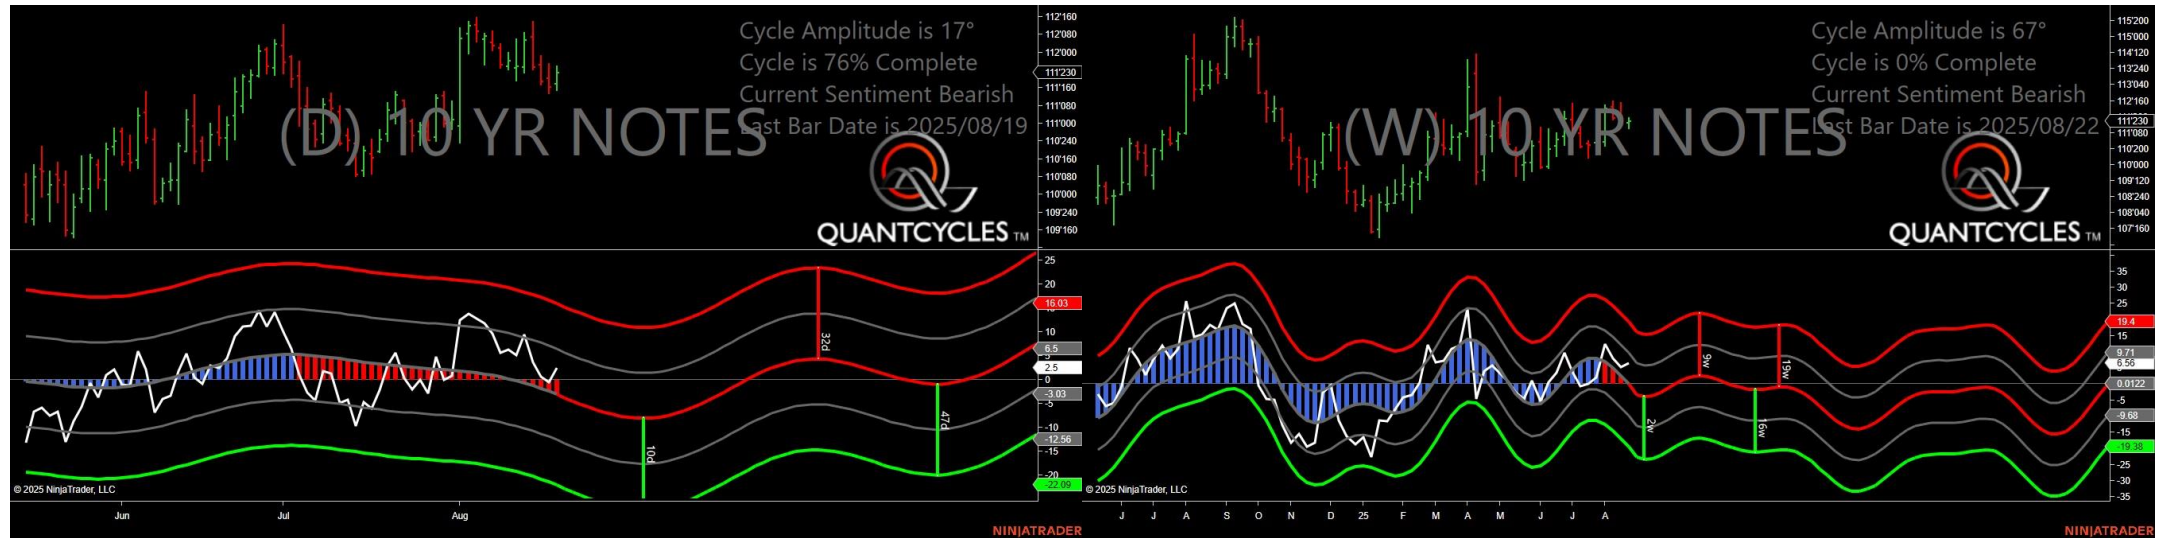 Cycle Amplitude is 17°
Cycle is 76% Complete
Current Sentiment Bearish
Last Bar Date is 2025/08/19
(D) 10 YR NOTES
QUANTCYCLES TM
112'160
112'080
112'000
111'230
111'160
111'080
111'000
110'240
110'160
110'080
110'000
109'240
109'160
25
20
16.03
10
6.5
5
2.5
0
-3.03
-5
-10
-12.56
-15
-20
-22.09
32d
10d
47d
© 2025 NinjaTrader, LLC
Jun Jul Aug
NINJATRADER
Cycle Amplitude is 67°
Cycle is 0% Complete
Current Sentiment Bearish
Last Bar Date is 2025/08/22
(W) 10 YR NOTES
QUANTCYCLES TM
115'200
115'000
114'120
113'240
113'040
112'160
111'230
111'080
110'200
110'000
109'120
108'240
108'040
107'160
35
30
25
19.4
15
9.71
6.56
0.0122
-5
-9.68
-15
-19.38
-25
-30
-35
9w
19w
2w
16w
© 2025 NinjaTrader, LLC
J J A S O N D 25 F M A M J J A
NINJATRADER